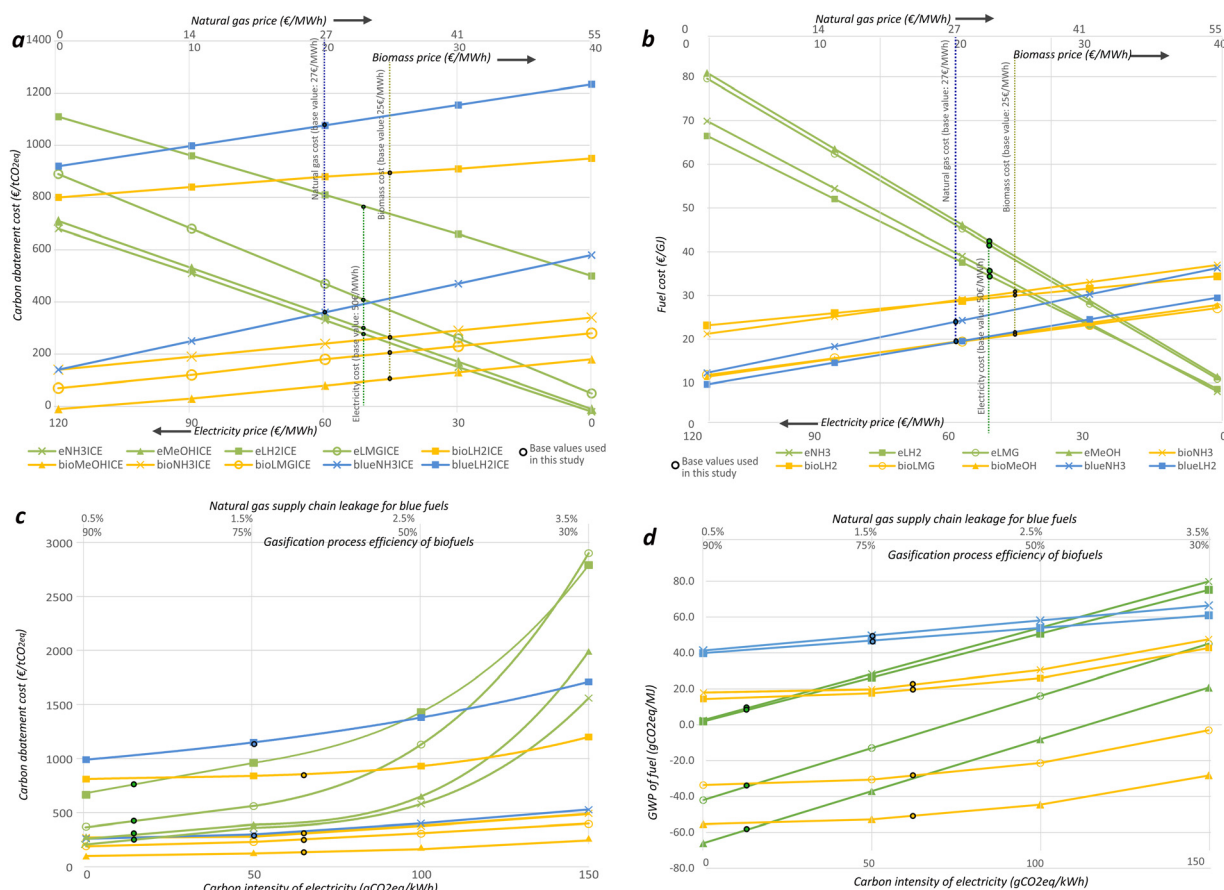 Natural gas price (€/MWh)
a
0 14 27 41 55
0 10 20 30 40
Biomass price (€/MWh)
1400
1200
1000
800
600
400
200
0
Carbon abatement cost (€/tCO2eq)
Natural gas cost (base value: 27€/MWh)
Biomass cost (base value: 25€/MWh)
Electricity cost (base value: 50€/MWh)
120 90 60 30 0
Electricity price (€/MWh)
eNH3ICE eMeOHICE eLH2ICE eLMGICE bioLH2ICE
bioMeOHICE bioNH3ICE bioLMGICE blueNH3ICE blueLH2ICE
Base values used
in this study
Natural gas price (€/MWh)
b
0 14 27 41 55
0 10 20 30 40
Biomass price (€/MWh)
80
70
60
50
40
30
20
10
0
Fuel cost (€/GJ)
Natural gas cost (base value: 27€/MWh)
Biomass cost (base value: 25€/MWh)
Electricity cost (base value: 50€/MWh)
120 90 60 30 0
Electricity price (€/MWh)
Base values used
in this study
eNH3 eLH2 eLMG eMeOH bioNH3
bioLH2 bioLMG bioMeOH blueNH3 blueLH2
c
Natural gas supply chain leakage for blue fuels
0.5% 1.5% 2.5% 3.5%
90% 75% 50% 30%
Gasification process efficiency of biofuels
3000
2500
2000
1500
1000
500
0
Carbon abatement cost (€/tCO2eq)
0 50 100 150
Carbon intensity of electricity (gCO2eq/kWh)
d
Natural gas supply chain leakage for blue fuels
0.5% 1.5% 2.5% 3.5%
90% 75% 50% 30%
Gasification process efficiency of biofuels
80.0
60.0
40.0
20.0
0.0
-20.0
-40.0
-60.0
-80.0
GWP of fuel (gCO2eq/MJ)
0 50 100 150
Carbon intensity of electricity (gCO2eq/kWh)